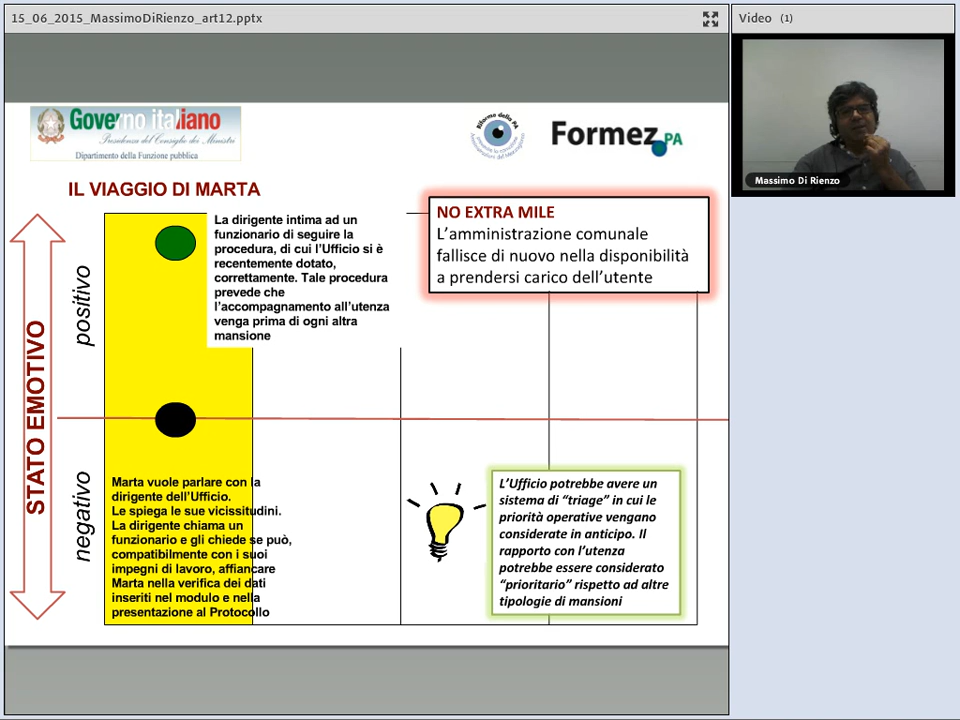 15_06_2015_MassimoDiRienzo_art12.pptx
Video (1)
Massimo Di Rienzo
Governo italiano
Presidenza del Consiglio dei Ministri
Dipartimento della Funzione pubblica
Riforme della PA
Formez PA
IL VIAGGIO DI MARTA
STATO EMOTIVO
positivo
negativo
La dirigente intima ad un
funzionario di seguire la
procedura, di cui l'Ufficio si è
recentemente dotato,
correttamente. Tale procedura
prevede che
l'accompagnamento all'utenza
venga prima di ogni altra
mansione
NO EXTRA MILE
L'amministrazione comunale
fallisce di nuovo nella disponibilità
a prendersi carico dell'utente
Marta vuole parlare con la
dirigente dell'Ufficio.
Le spiega le sue vicissitudini.
La dirigente chiama un
funzionario e gli chiede se può,
compatibilmente con i suoi
impegni di lavoro, affiancare
Marta nella verifica dei dati
inseriti nel modulo e nella
presentazione al Protocollo
L'Ufficio potrebbe avere un
sistema di "triage" in cui le
priorità operative vengano
considerate in anticipo. Il
rapporto con l'utenza
potrebbe essere considerato
"prioritario" rispetto ad altre
tipologie di mansioni